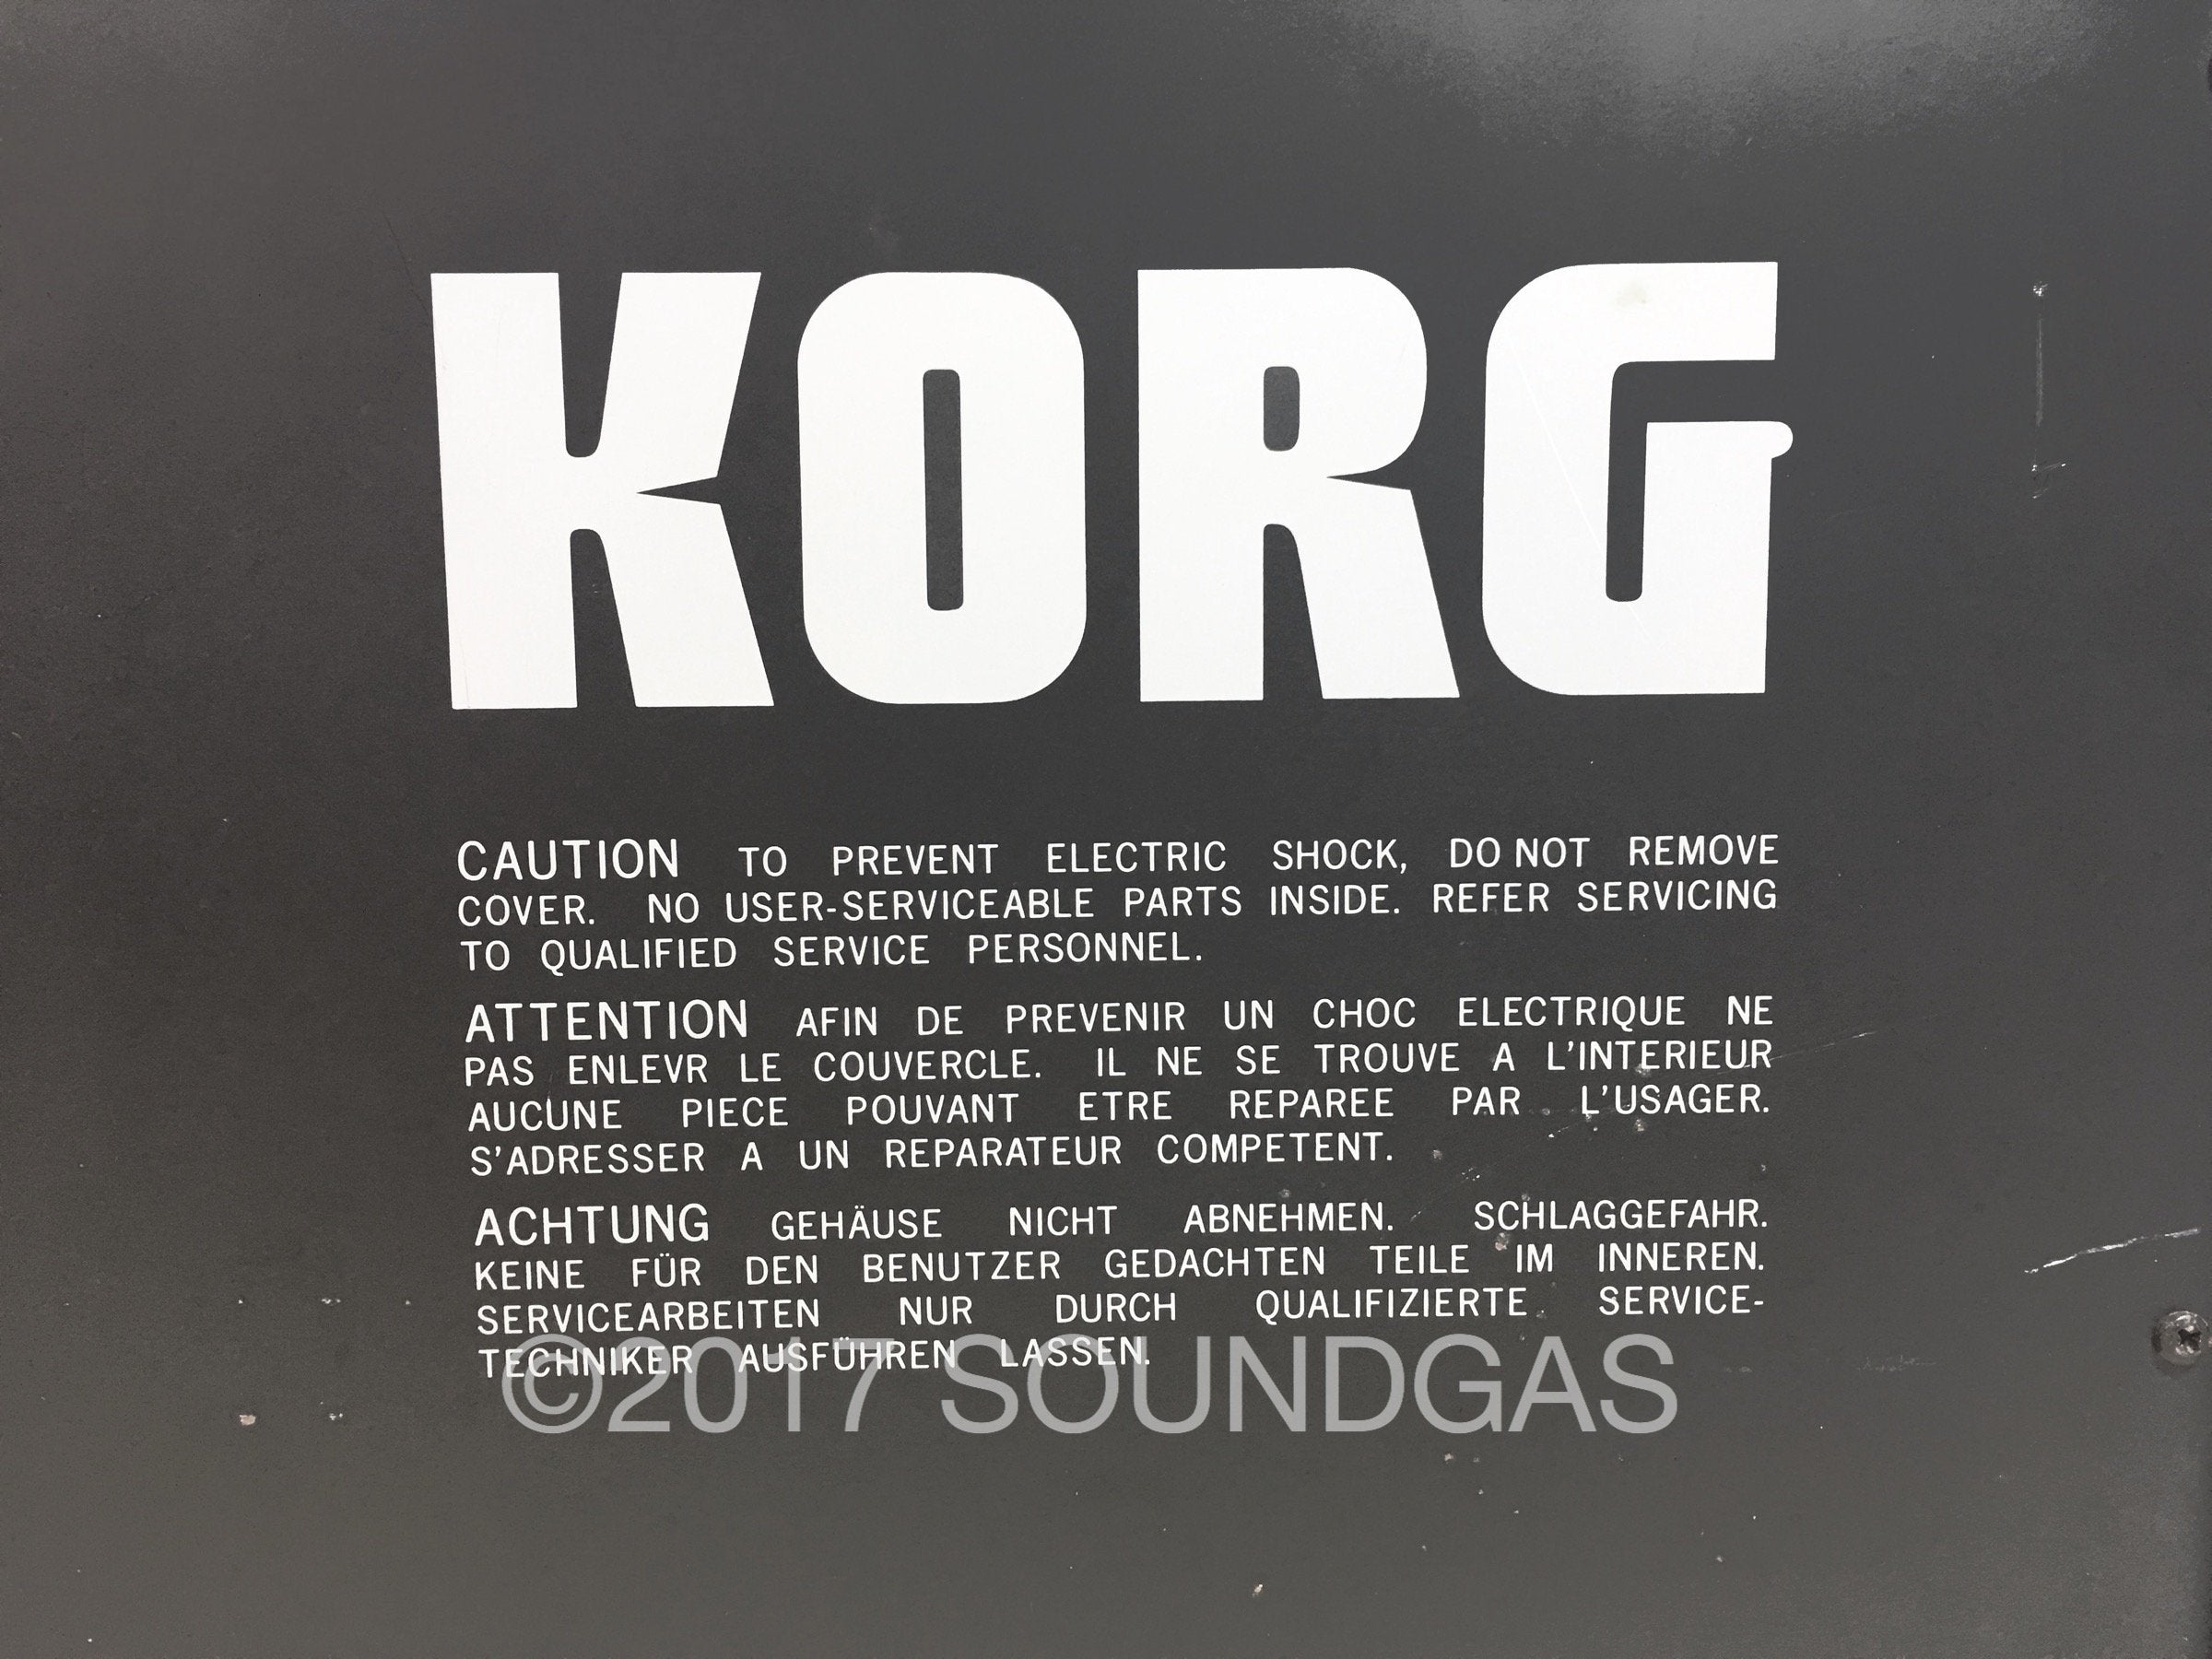 KORG
CAUTION TO PREVENT ELECTRIC SHOCK, DO NOT REMOVE
COVER. NO USER-SERVICEABLE PARTS INSIDE. REFER SERVICING
TO QUALIFIED SERVICE PERSONNEL.
ATTENTION AFIN DE PREVENIR UN CHOC ELECTRIQUE NE
PAS ENLEVR LE COUVERCLE. IL NE SE TROUVE A L'INTERIEUR
AUCUNE PIECE POUVANT ETRE REPAREE PAR L'USAGER.
S'ADRESSER A UN REPARATEUR COMPETENT.
ACHTUNG GEHÄUSE NICHT ABNEHMEN. SCHLAGGEFAHR.
KEINE FÜR DEN BENUTZER GEDACHTEN TEILE IM INNEREN.
SERVICEARBEITEN NUR DURCH QUALIFIZIERTE SERVICE-
TECHNIKER AUSFÜHREN LASSEN.
©2017 SOUNDGAS